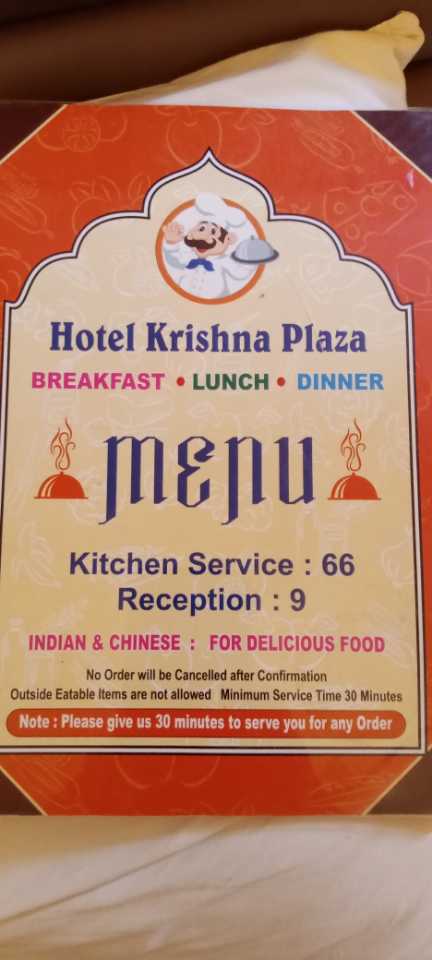 Hotel Krishna Plaza
BREAKFAST • LUNCH • DINNER
MENU
Kitchen Service : 66
Reception : 9
INDIAN & CHINESE : FOR DELICIOUS FOOD
No Order will be Cancelled after Confirmation
Outside Eatable Items are not allowed Minimum Service Time 30 Minutes
Note : Please give us 30 minutes to serve you for any Order